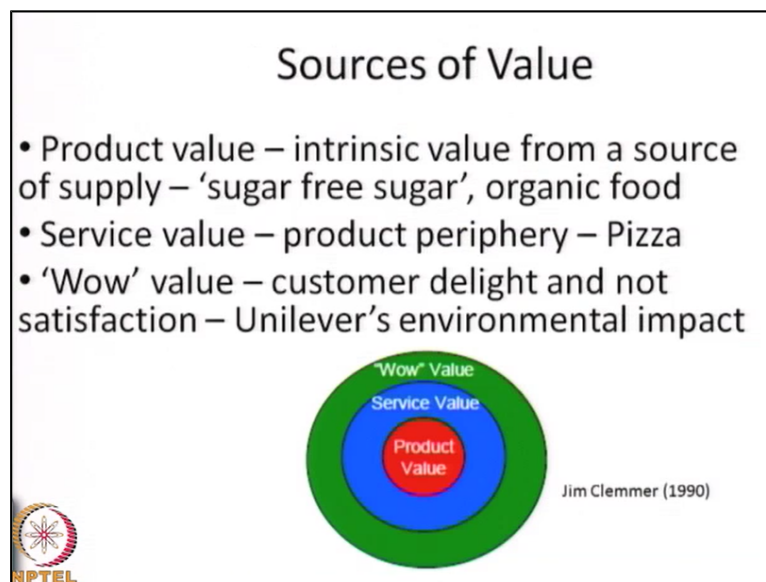 Sources of Value
• Product value – intrinsic value from a source
of supply – ‘sugar free sugar’, organic food
• Service value – product periphery – Pizza
• ‘Wow’ value – customer delight and not
satisfaction – Unilever’s environmental impact
"Wow" Value
Service Value
Product
Value
Jim Clemmer (1990)
NPTEL